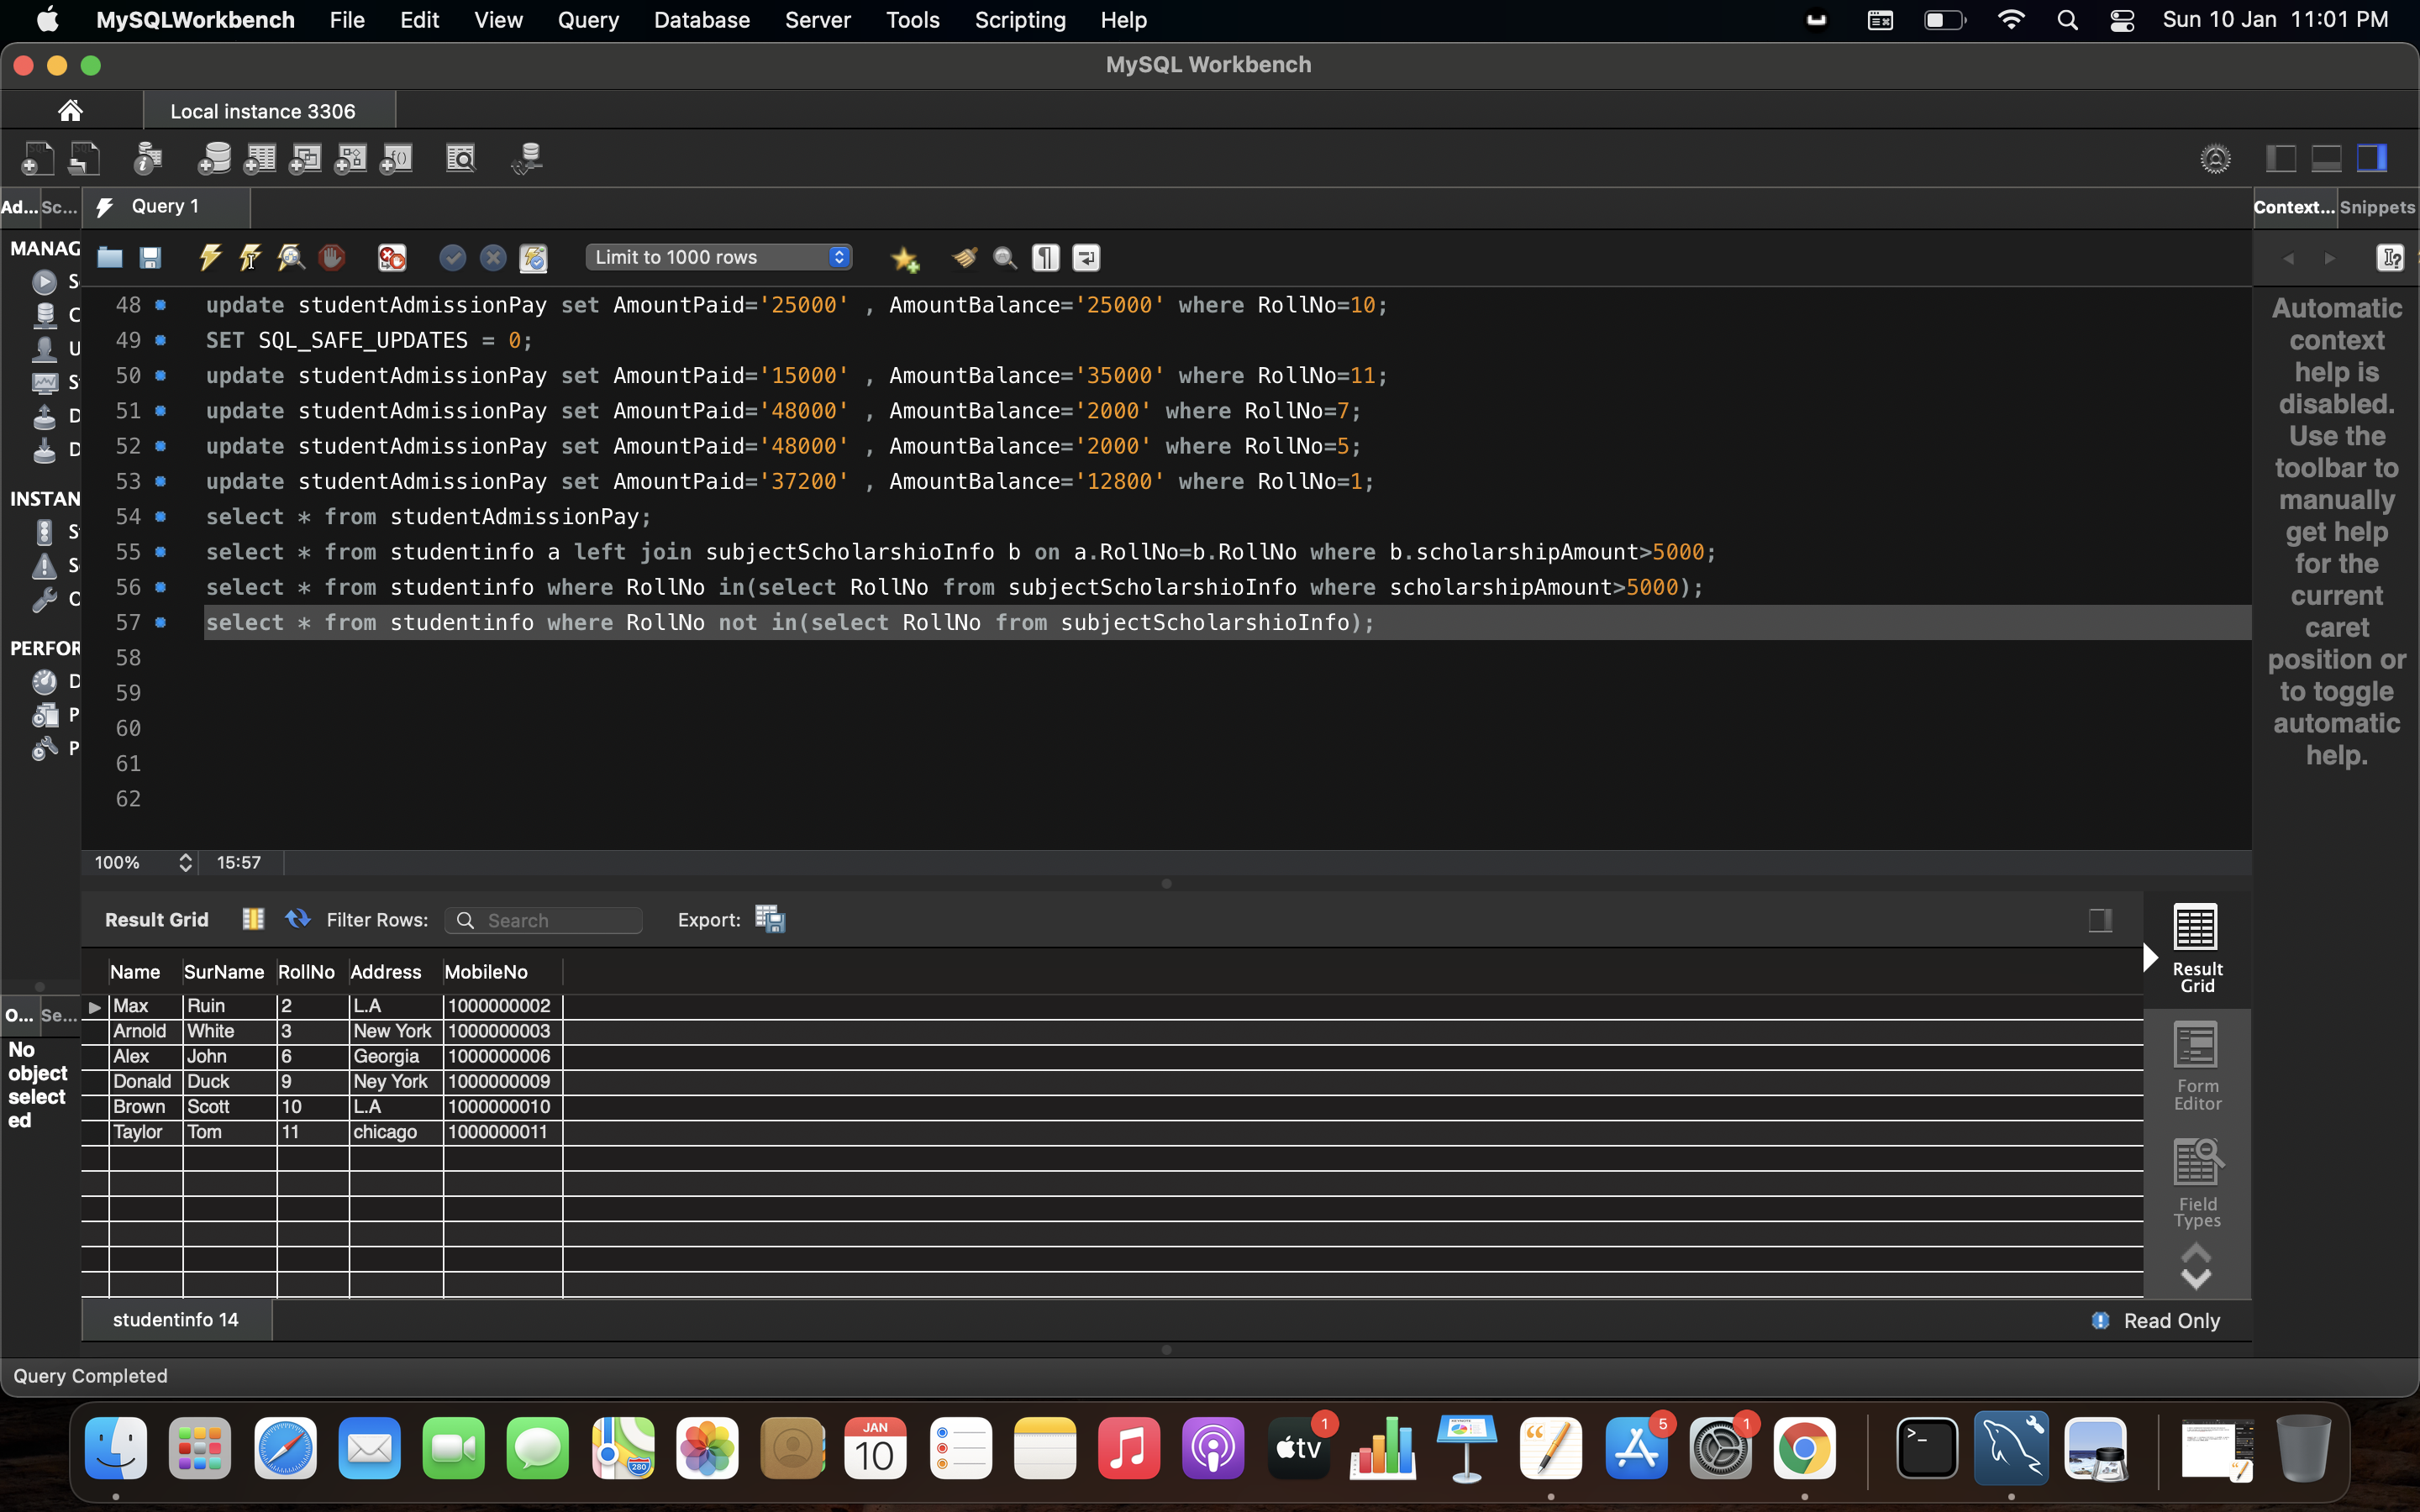 MySQLWorkbench File Edit View Query Database Server Tools Scripting Help Sun 10 Jan 11:01 PM
MySQL Workbench
Local instance 3306
Ad... Sc... Query 1 Context... Snippets
MANAG
S
C
U
S
D
D
INSTAN
S
S
O
PERFOR
D
P
P
Limit to 1000 rows
48 update studentAdmissionPay set AmountPaid='25000' , AmountBalance='25000' where RollNo=10;
49 SET SQL_SAFE_UPDATES = 0;
50 update studentAdmissionPay set AmountPaid='15000' , AmountBalance='35000' where RollNo=11;
51 update studentAdmissionPay set AmountPaid='48000' , AmountBalance='2000' where RollNo=7;
52 update studentAdmissionPay set AmountPaid='48000' , AmountBalance='2000' where RollNo=5;
53 update studentAdmissionPay set AmountPaid='37200' , AmountBalance='12800' where RollNo=1;
54 select * from studentAdmissionPay;
55 select * from studentinfo a left join subjectScholarshioInfo b on a.RollNo=b.RollNo where b.scholarshipAmount>5000;
56 select * from studentinfo where RollNo in(select RollNo from subjectScholarshioInfo where scholarshipAmount>5000);
57 select * from studentinfo where RollNo not in(select RollNo from subjectScholarshioInfo);
58
59
60
61
62
Automatic
context
help is
disabled.
Use the
toolbar to
manually
get help
for the
current
caret
position or
to toggle
automatic
help.
100% 15:57
Result Grid Filter Rows: Search Export:
Name SurName RollNo Address MobileNo
Max Ruin 2 L.A 1000000002
Arnold White 3 New York 1000000003
Alex John 6 Georgia 1000000006
Donald Duck 9 Ney York 1000000009
Brown Scott 10 L.A 1000000010
Taylor Tom 11 chicago 1000000011
Result
Grid
Form
Editor
Field
Types
O... Se...
No
object
select
ed
studentinfo 14 Read Only
Query Completed
280
JAN
10
tv
1
5
1